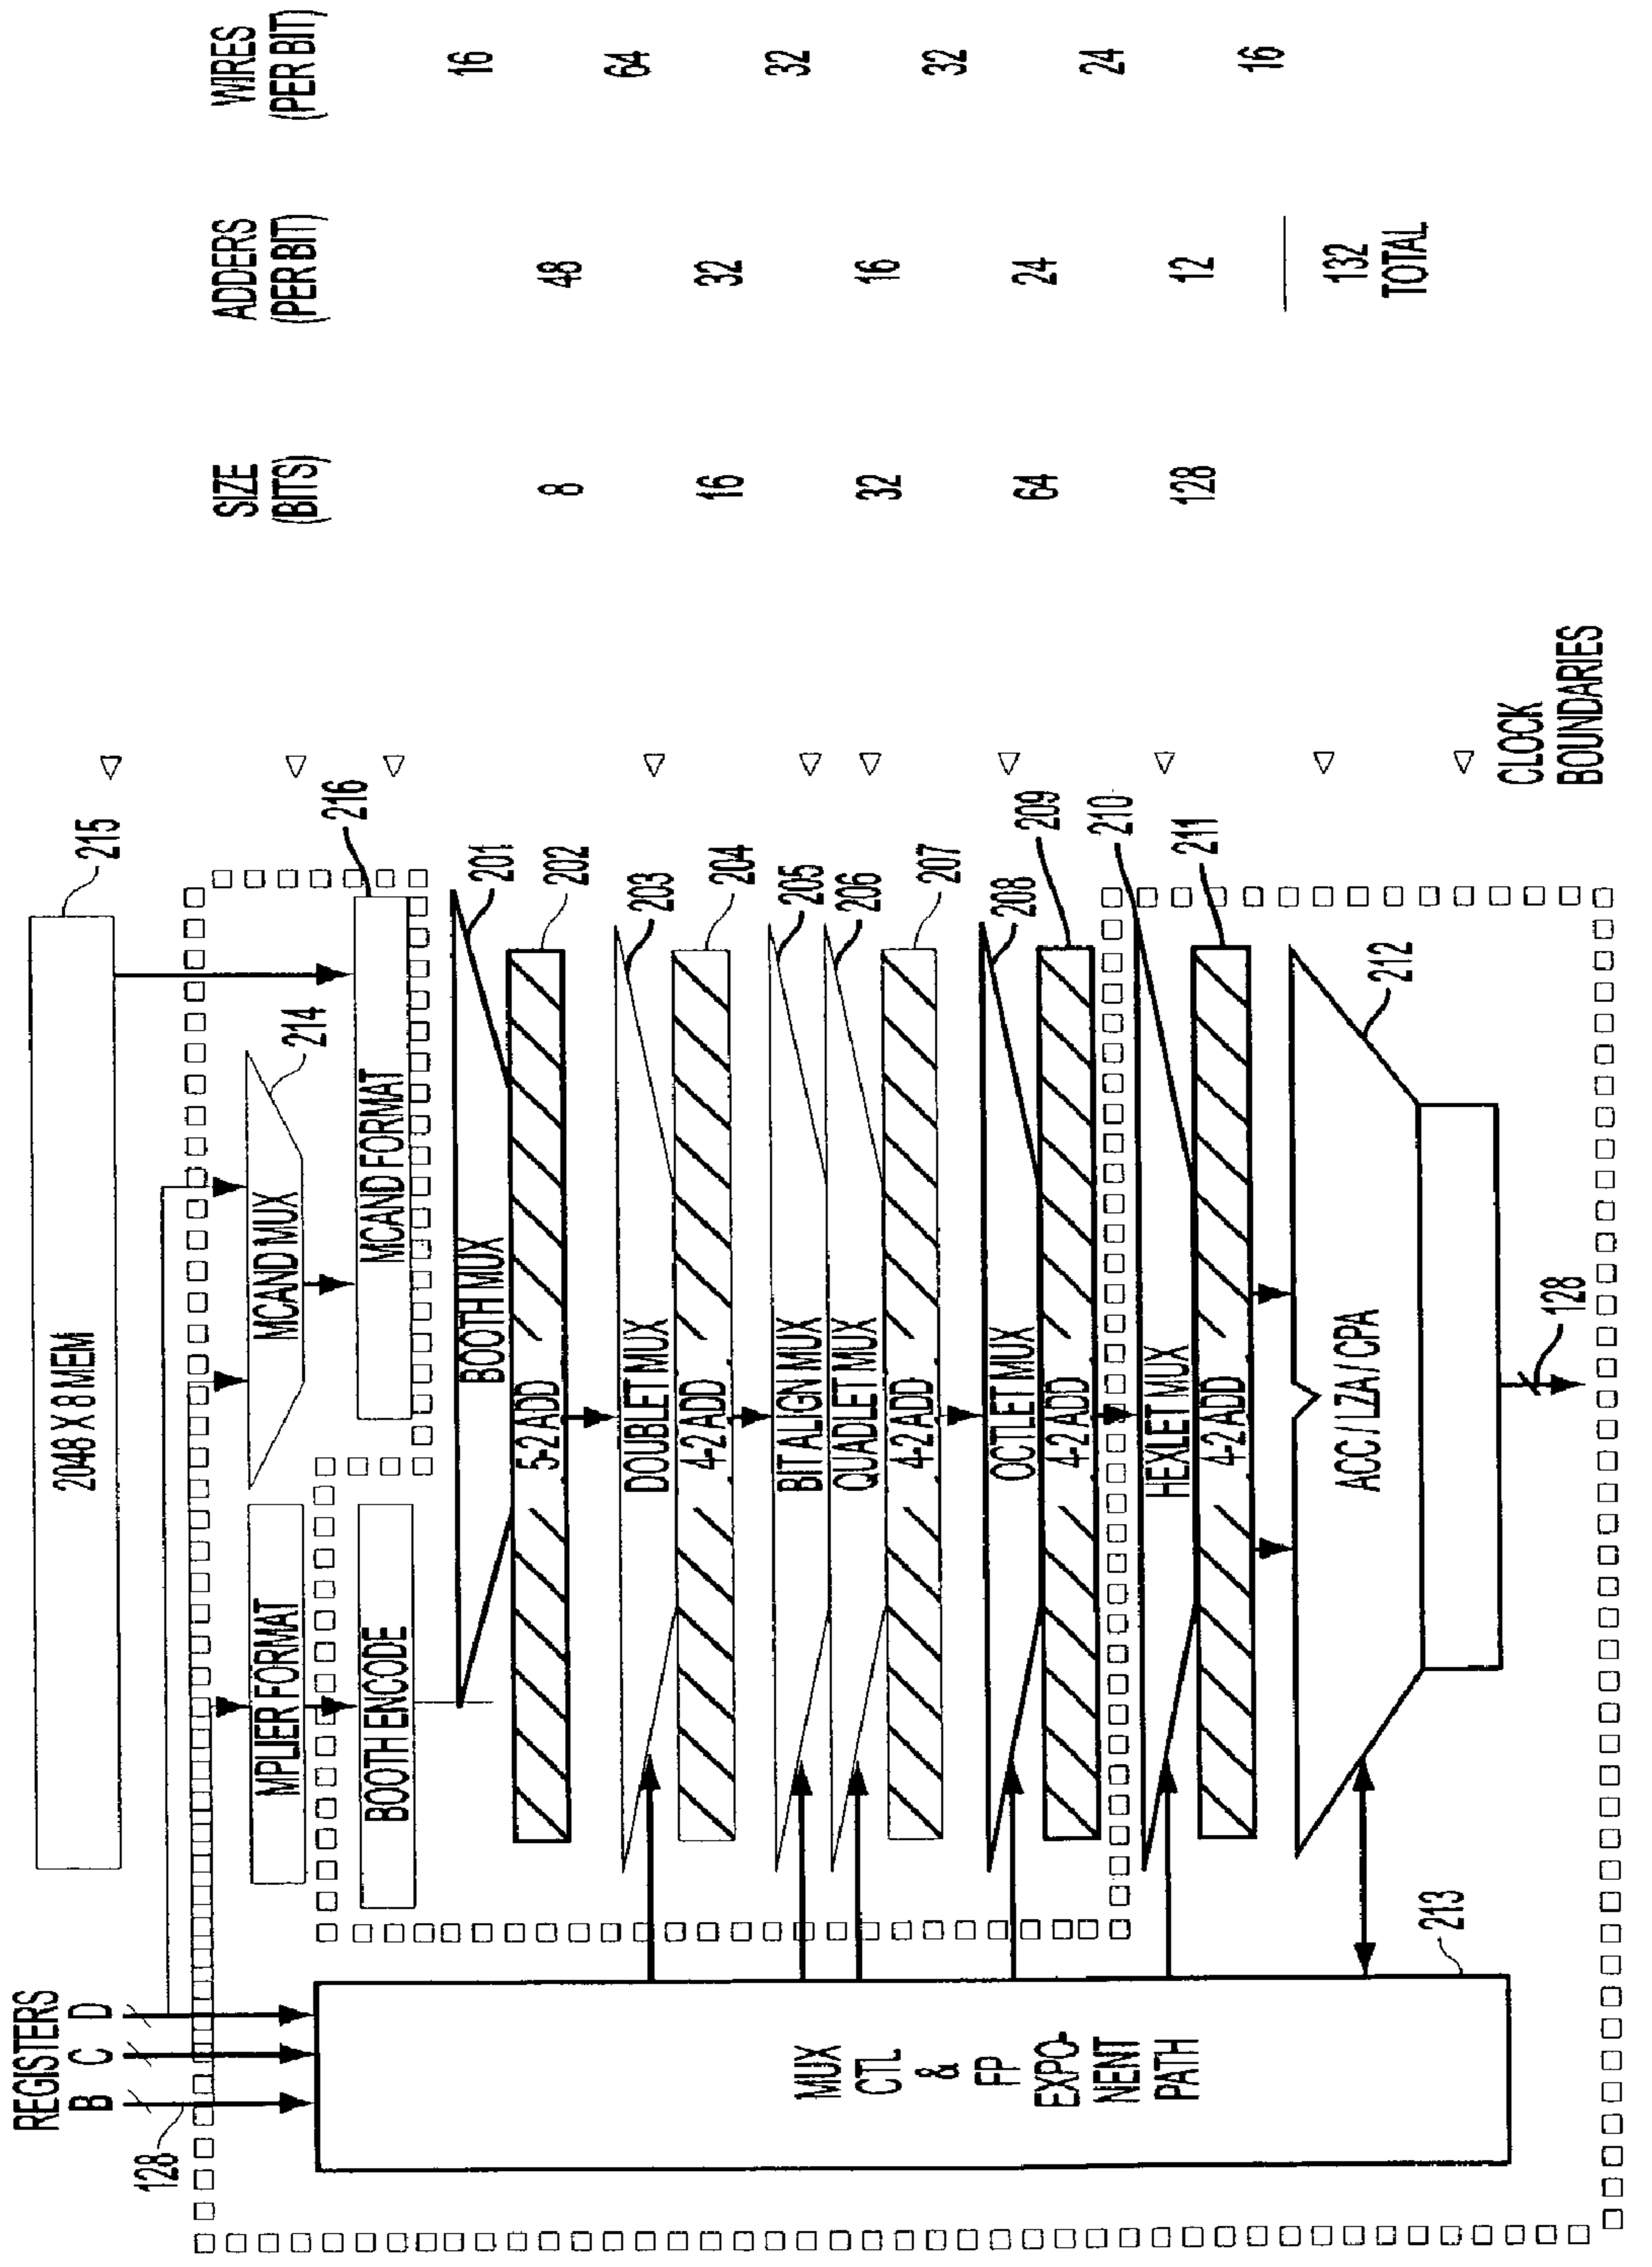 REGISTERS
B C D
128
2048 X 8 MEM
215
SIZE
(BITS)
ADDERS
(PER BIT)
WIRES
(PER BIT)
MPLIER FORMAT
MCAND MUX
214
BOOTH ENCODE
MCAND FORMAT
216
BOOTH MUX
201
16
5-2 ADD
202
8
48
DOUBLET MUX
203
64
4-2 ADD
204
16
32
BIT ALIGN MUX
205
32
QUADLET MUX
206
4-2 ADD
207
32
16
OCTLET MUX
208
32
4-2 ADD
209
64
24
HEXLET MUX
210
24
4-2 ADD
211
128
12
16
ACC / LZA / CPA
212
132
TOTAL
MUX
CTL
&
FP
EXPO-
NENT
PATH
213
128
CLOCK
BOUNDARIES